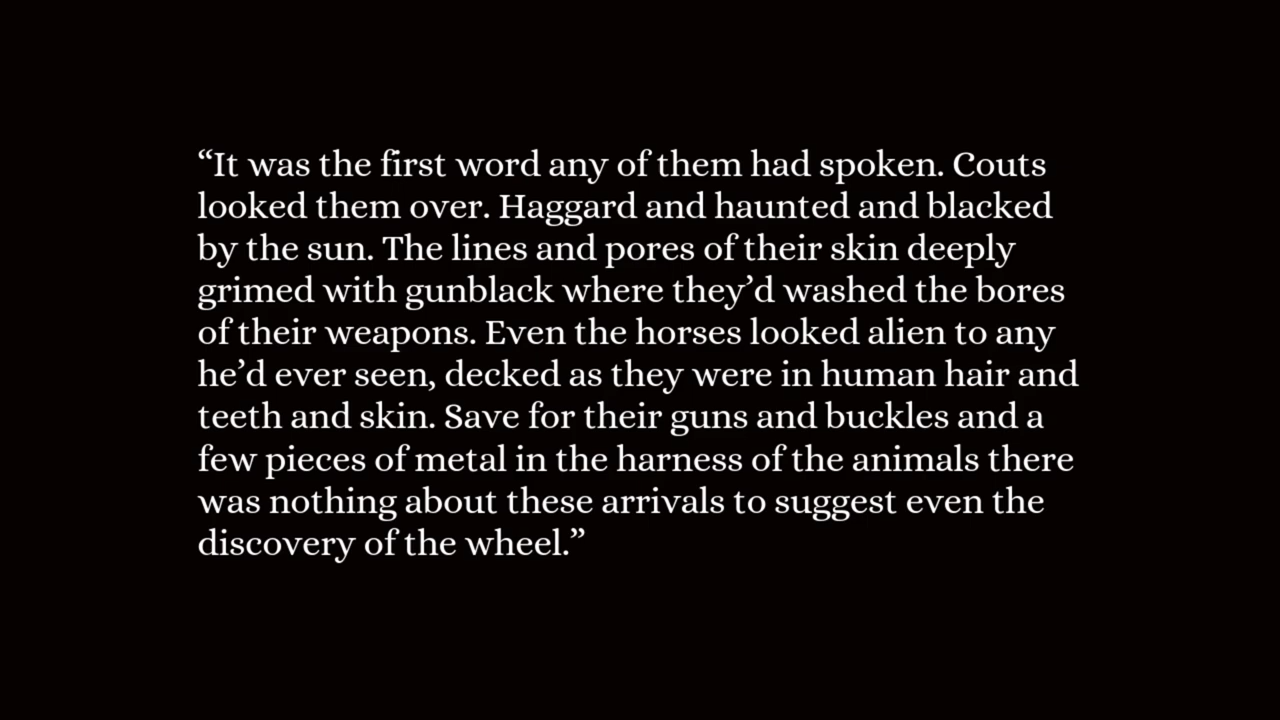 “It was the first word any of them had spoken. Couts
looked them over. Haggard and haunted and blacked
by the sun. The lines and pores of their skin deeply
grimed with gunblack where they’d washed the bores
of their weapons. Even the horses looked alien to any
he’d ever seen, decked as they were in human hair and
teeth and skin. Save for their guns and buckles and a
few pieces of metal in the harness of the animals there
was nothing about these arrivals to suggest even the
discovery of the wheel.”